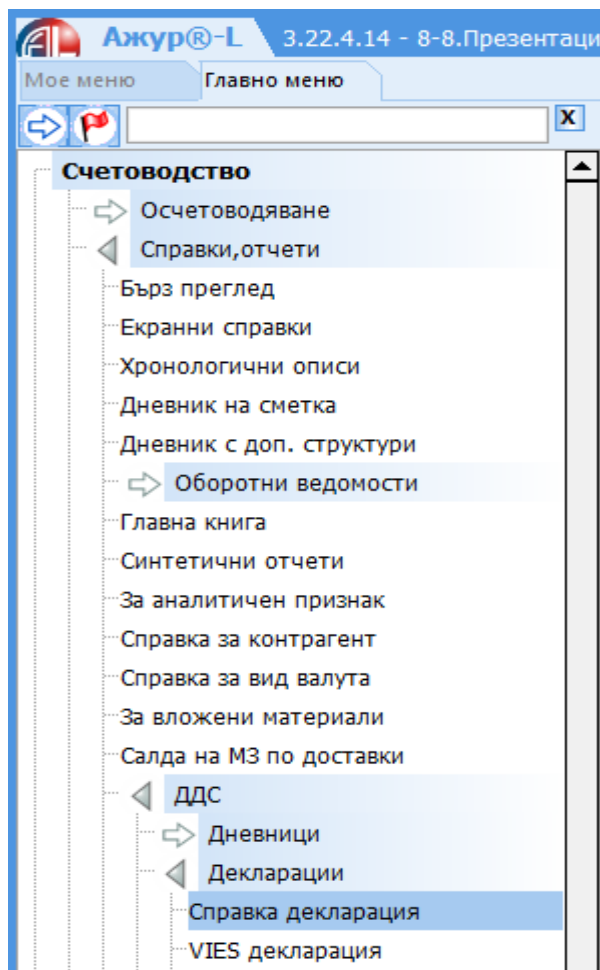 Ажур®-L 3.22.4.14 - 8-8.Презентаци
Мое меню Главно меню
X
Счетоводство
Осчетоводяване
Справки,отчети
Бърз преглед
Екранни справки
Хронологични описи
Дневник на сметка
Дневник с доп. структури
Оборотни ведомости
Главна книга
Синтетични отчети
За аналитичен признак
Справка за контрагент
Справка за вид валута
За вложени материали
Салда на МЗ по доставки
ДДС
Дневници
Декларации
Справка декларация
VIES декларация